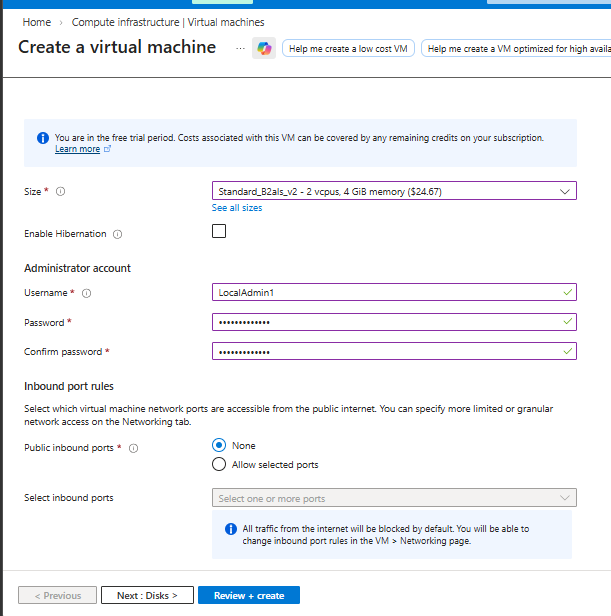 Home > Compute infrastructure | Virtual machines
Create a virtual machine ... Help me create a low cost VM Help me create a VM optimized for high
You are in the free trial period. Costs associated with this VM can be covered by any remaining credits on your subscription.
Learn more
Size * Standard_B2als_v2 - 2 vcpus, 4 GiB memory ($24.67)
See all sizes
Enable Hibernation
Administrator account
Username * LocalAdmin1
Password * •••••••••••••
Confirm password * •••••••••••••
Inbound port rules
Select which virtual machine network ports are accessible from the public internet. You can specify more limited or granular
network access on the Networking tab.
Public inbound ports * None
Allow selected ports
Select inbound ports Select one or more ports
All traffic from the internet will be blocked by default. You will be able to
change inbound port rules in the VM > Networking page.
< Previous Next : Disks > Review + create